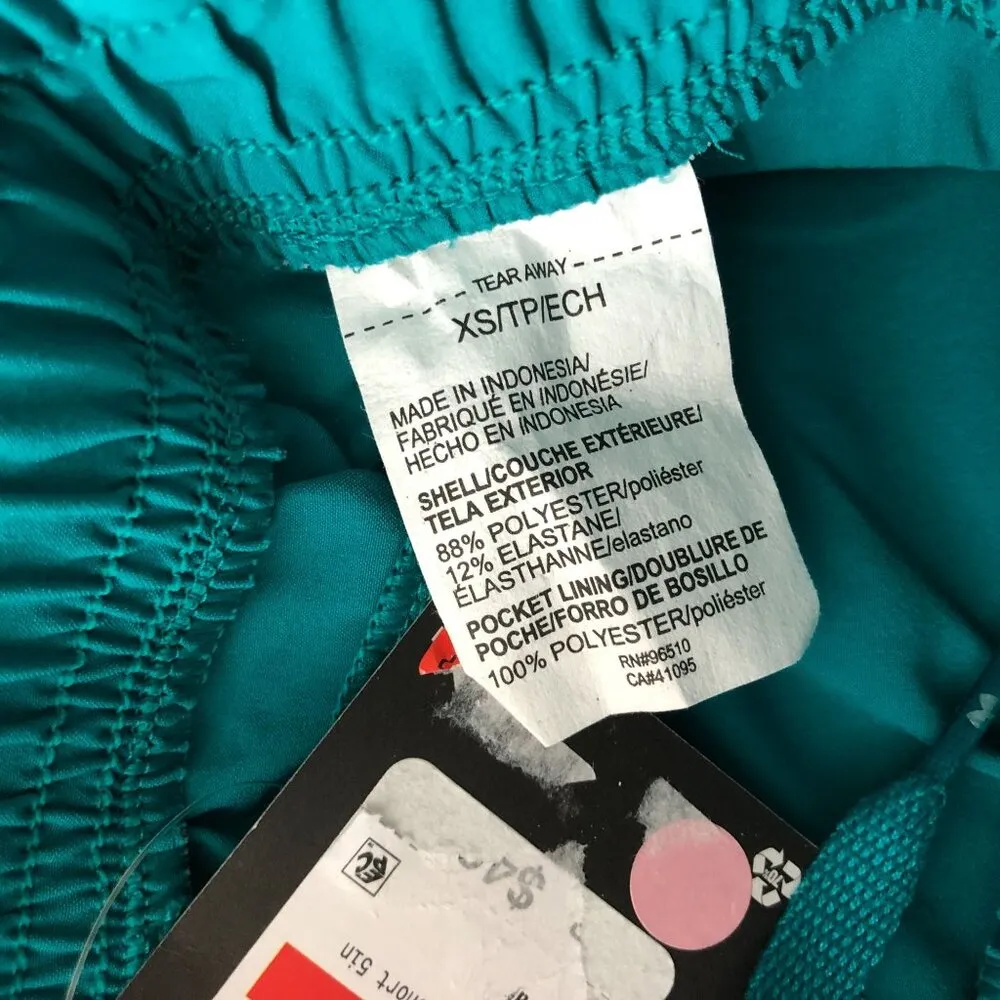 TEAR AWAY
XS/TP/ECH
MADE IN INDONESIA/
FABRIQUÉ EN INDONÉSIE/
HECHO EN INDONESIA
SHELL/COUCHE EXTÉRIEURE/
TELA EXTERIOR
88% POLYESTER/poliéster
12% ELASTANE/
ÉLASTHANNE/elastano
POCKET LINING/DOUBLURE DE
POCHE/FORRO DE BOSILLO
100% POLYESTER/poliéster
RN#96510
CA#41095
5in